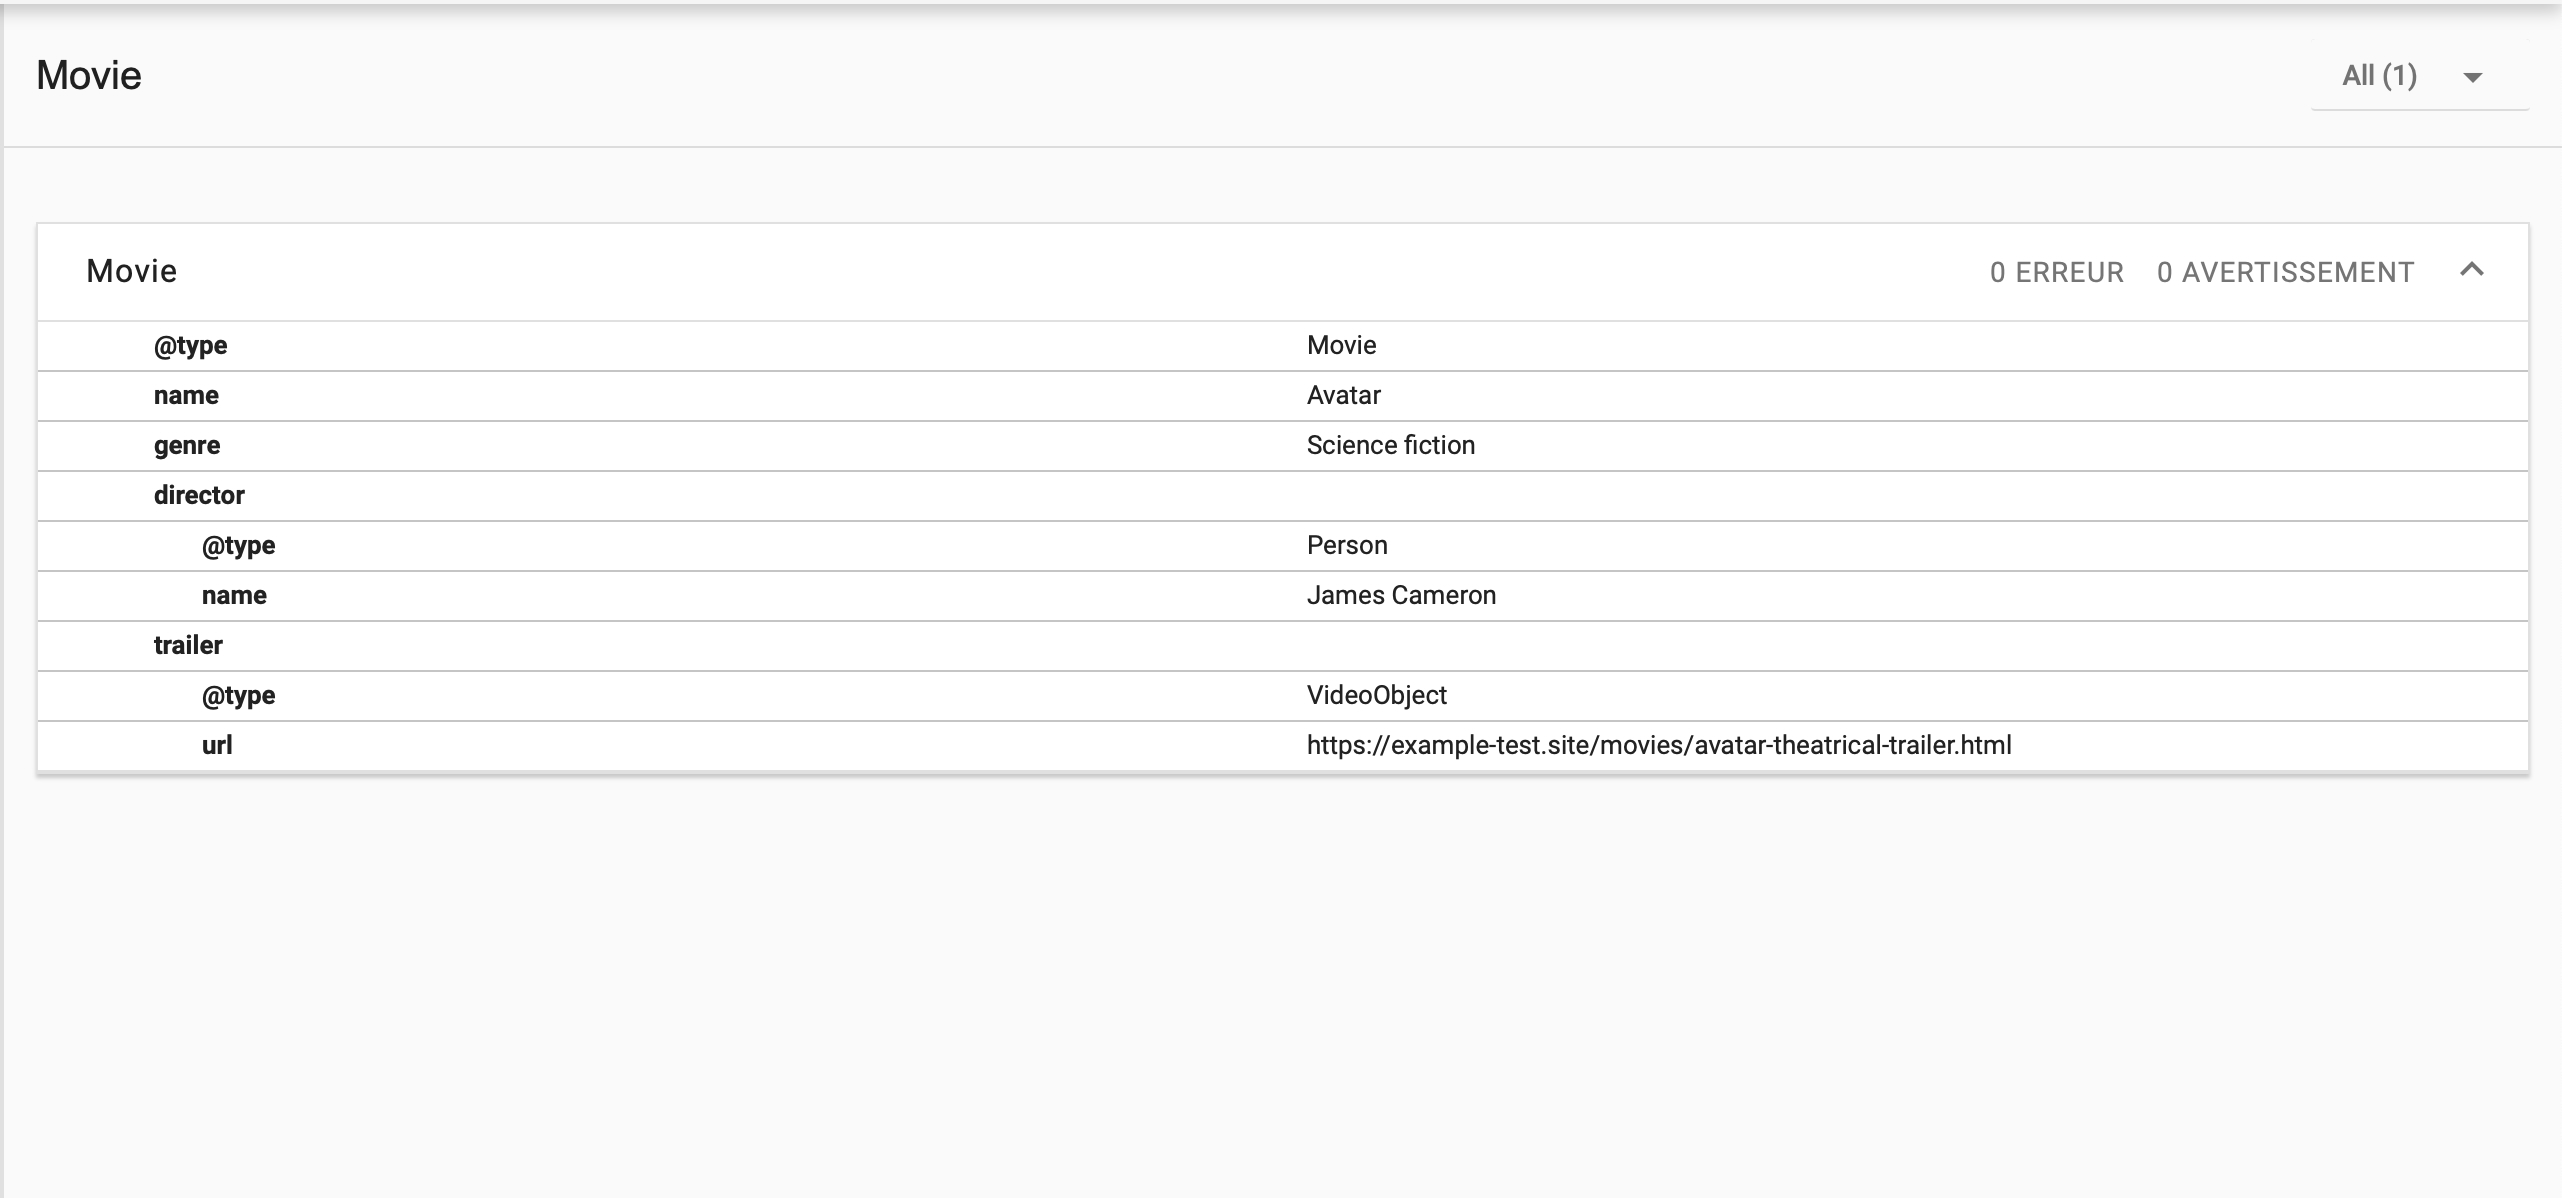 Movie
All (1)
Movie
0 ERREUR 0 AVERTISSEMENT
@type Movie
name Avatar
genre Science fiction
director
@type Person
name James Cameron
trailer
@type VideoObject
url https://example-test.site/movies/avatar-theatrical-trailer.html